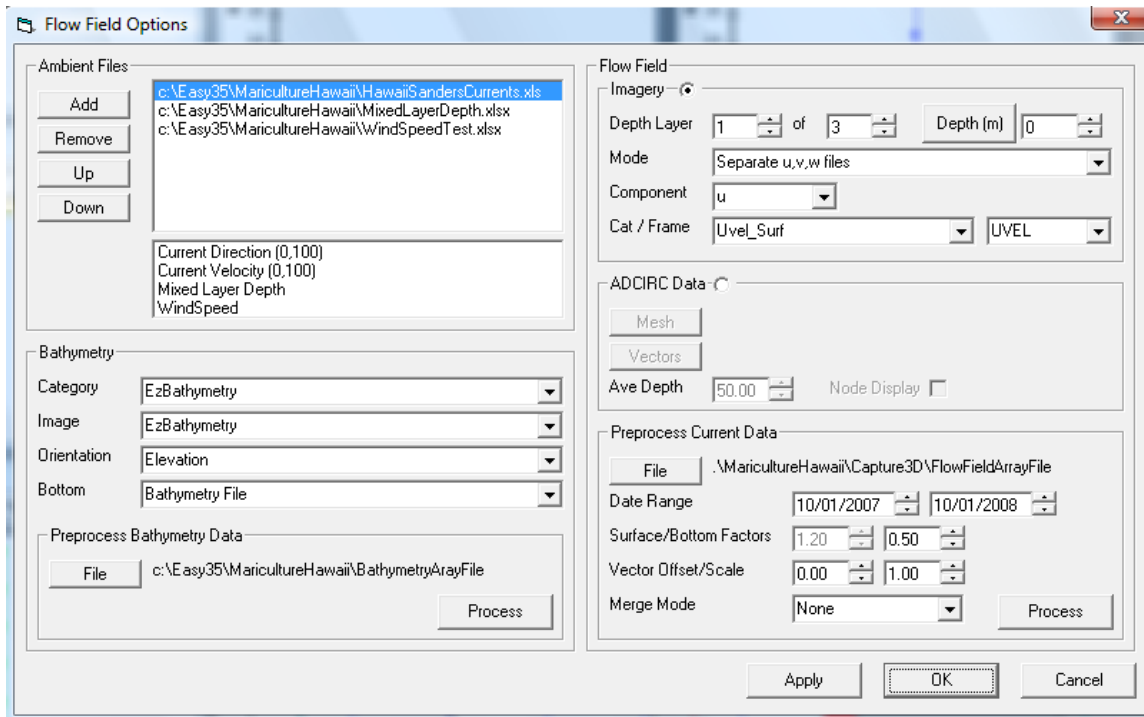 Flow Field Options
Ambient Files
Add
Remove
Up
Down
c:\Easy35\MaricultureHawaii\HawaiiSandersCurrents.xls
c:\Easy35\MaricultureHawaii\MixedLayerDepth.xlsx
c:\Easy35\MaricultureHawaii\WindSpeedTest.xlsx
Current Direction (0,100)
Current Velocity (0,100)
Mixed Layer Depth
WindSpeed
Bathymetry
Category EzBathymetry
Image EzBathymetry
Orientation Elevation
Bottom Bathymetry File
Preprocess Bathymetry Data
File c:\Easy35\MaricultureHawaii\BathymetryArayFile
Process
Flow Field
Imagery
Depth Layer 1 of 3 Depth (m) 0
Mode Separate u,v,w files
Component u
Cat / Frame Uvel_Surf UVEL
ADCIRC Data
Mesh
Vectors
Ave Depth 50.00 Node Display
Preprocess Current Data
File .\MaricultureHawaii\Capture3D\FlowFieldArrayFile
Date Range 10/01/2007 10/01/2008
Surface/Bottom Factors 1.20 0.50
Vector Offset/Scale 0.00 1.00
Merge Mode None Process
Apply OK Cancel